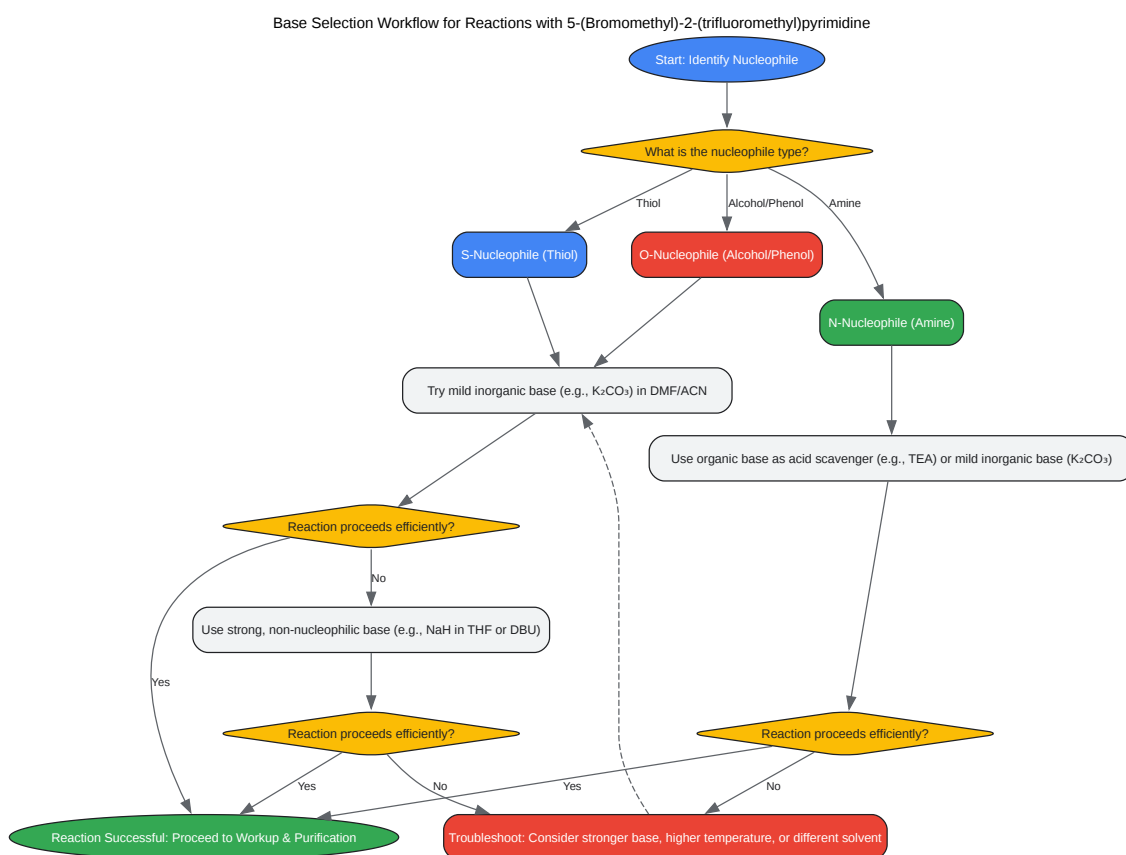 Base Selection Workflow for Reactions with 5-(Bromomethyl)-2-(trifluoromethyl)pyrimidine
Start: Identify Nucleophile
What is the nucleophile type?
Thiol
Alcohol/Phenol
Amine
S-Nucleophile (Thiol)
O-Nucleophile (Alcohol/Phenol)
N-Nucleophile (Amine)
Try mild inorganic base (e.g., K₂CO₃) in DMF/ACN
Use organic base as acid scavenger (e.g., TEA) or mild inorganic base (K₂CO₃)
Reaction proceeds efficiently?
No
Use strong, non-nucleophilic base (e.g., NaH in THF or DBU)
Yes
Reaction proceeds efficiently?
Reaction proceeds efficiently?
Yes
No
Yes
No
Reaction Successful: Proceed to Workup & Purification
Troubleshoot: Consider stronger base, higher temperature, or different solvent